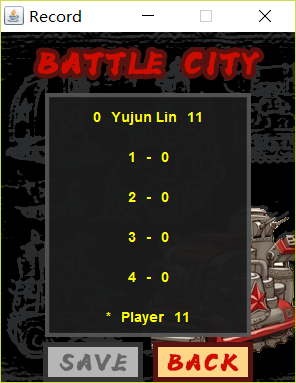 Record
BATTLE CITY
0 Yujun Lin 11
1 - 0
2 - 0
3 - 0
4 - 0
* Player 11
SAVE BACK